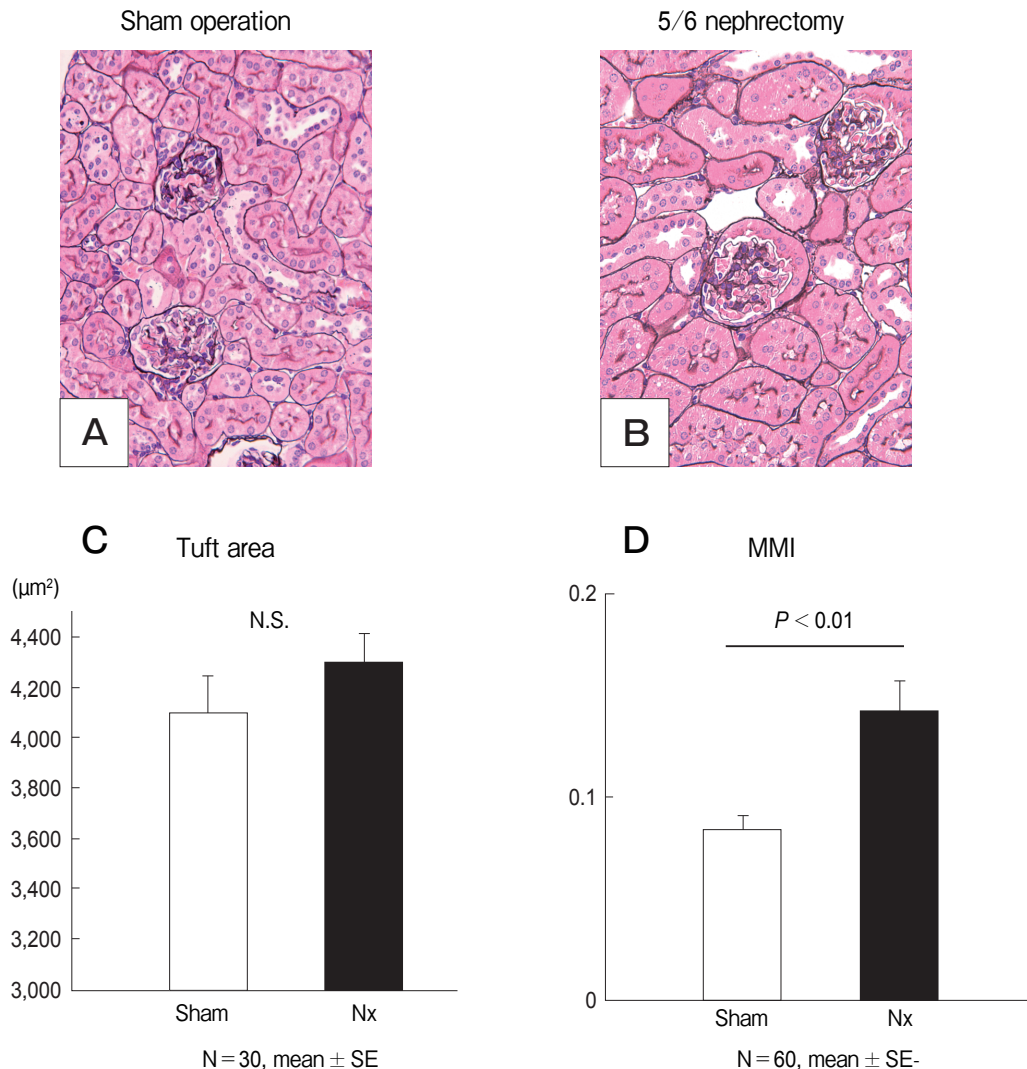 Sham operation
5/6 nephrectomy
A
B
C
Tuft area
(μm²)
N.S.
4,400
4,200
4,000
3,800
3,600
3,400
3,200
3,000
Sham
Nx
N = 30, mean ± SE
D
MMI
0.2
P < 0.01
0.1
0
Sham
Nx
N = 60, mean ± SE-